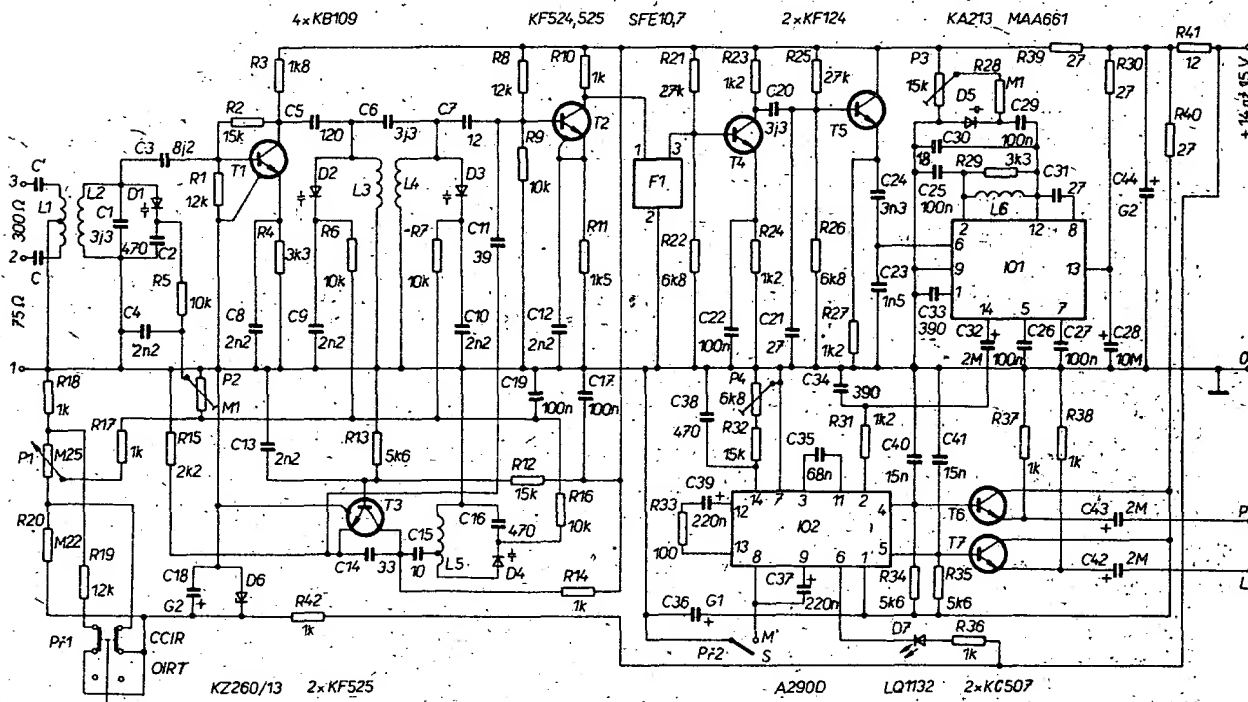 4xKB109 KF524,525 SFE10,7 2xKF124 KA213 MAA661
R3 1k8
R8 12k
R10 1k
R21 27k
R23 1k2
R25 27k
P3 15k
R28 M1
R39 27
R30 27
R41 12
+14 až 15 V
R2 15k
C5 120
C6 3j3
C7 12
C20 3j3
D5
C29 100n
R40 27
C3 8j2
T1
T2
T4
T5
C30 18
R29 3k3
R9 10k
R1 12k
1 3 F1 2
C25 100n
C31 27
C44 G2
3 C' L1 L2 D1
300 Ω
C1 3j3
470 C2
D2 L3 L4 D3
C24 3n3
L6
2 12 8
6 9 1 IO1 13
14 5 7
2 C
75 Ω
R4 3k3
R6 10k
R7 10k
C11 39
R11 1k5
R22 6k8
R24 1k2
R26 6k8
C23 1n5
R5 10k
C4 2n2
C8 2n2
C9 2n2
C10 2n2
C12 2n2
C22 100n
C21 27
R27 1k2
C33 390
C32 2M
C26 100n
C27 100n
C28 10M
1
0
R18 1k
P2 M1
C19 100n
C17 100n
P4 6k8
C34 390
C38 470
R31 1k2
R37 1k
R38 1k
R17 1k
R15 2k2
C13 2n2
R13 5k6
R32 15k
C35 68n
C40 15n
C41 15n
P1 M25
R12 15k
R16 10k
R20 M22
T3
C16 470
C39 220n
R33 100
12 14 3 7 11 2 4
IO2
13 8 9 6 1 5
T6
C43 2M
P
T7
C42 2M
L
R19 12k
C15 10
C14 33
L5
D4
R14 1k
C18 G2
D6
R42 1k
C36 G1
C37 220n
R34 5k6
R35 5k6
D7
R36 1k
Př1
CCIR
OIRT
Př2
M
S
KZ260/13 2xKF525 A290D LQ1132 2xKC507